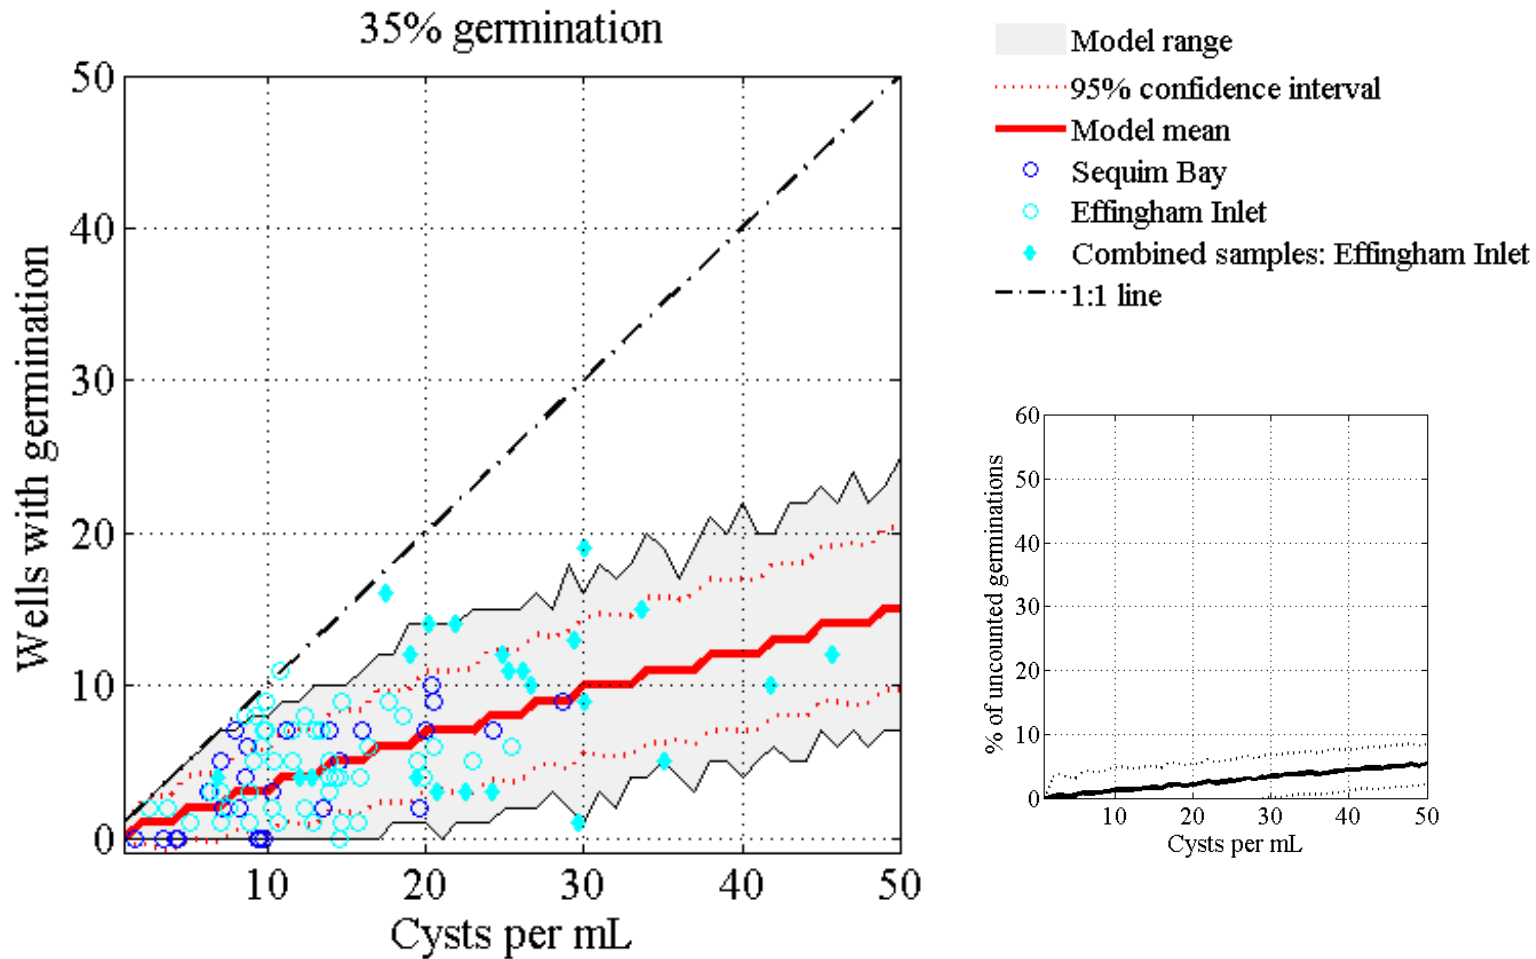 35% germination
50
40
30
20
10
0
Wells with germination
10 20 30 40 50
Cysts per mL
Model range
95% confidence interval
Model mean
Sequim Bay
Effingham Inlet
Combined samples: Effingham Inlet
1:1 line
60
50
40
30
20
10
0
% of uncounted germinations
10 20 30 40 50
Cysts per mL